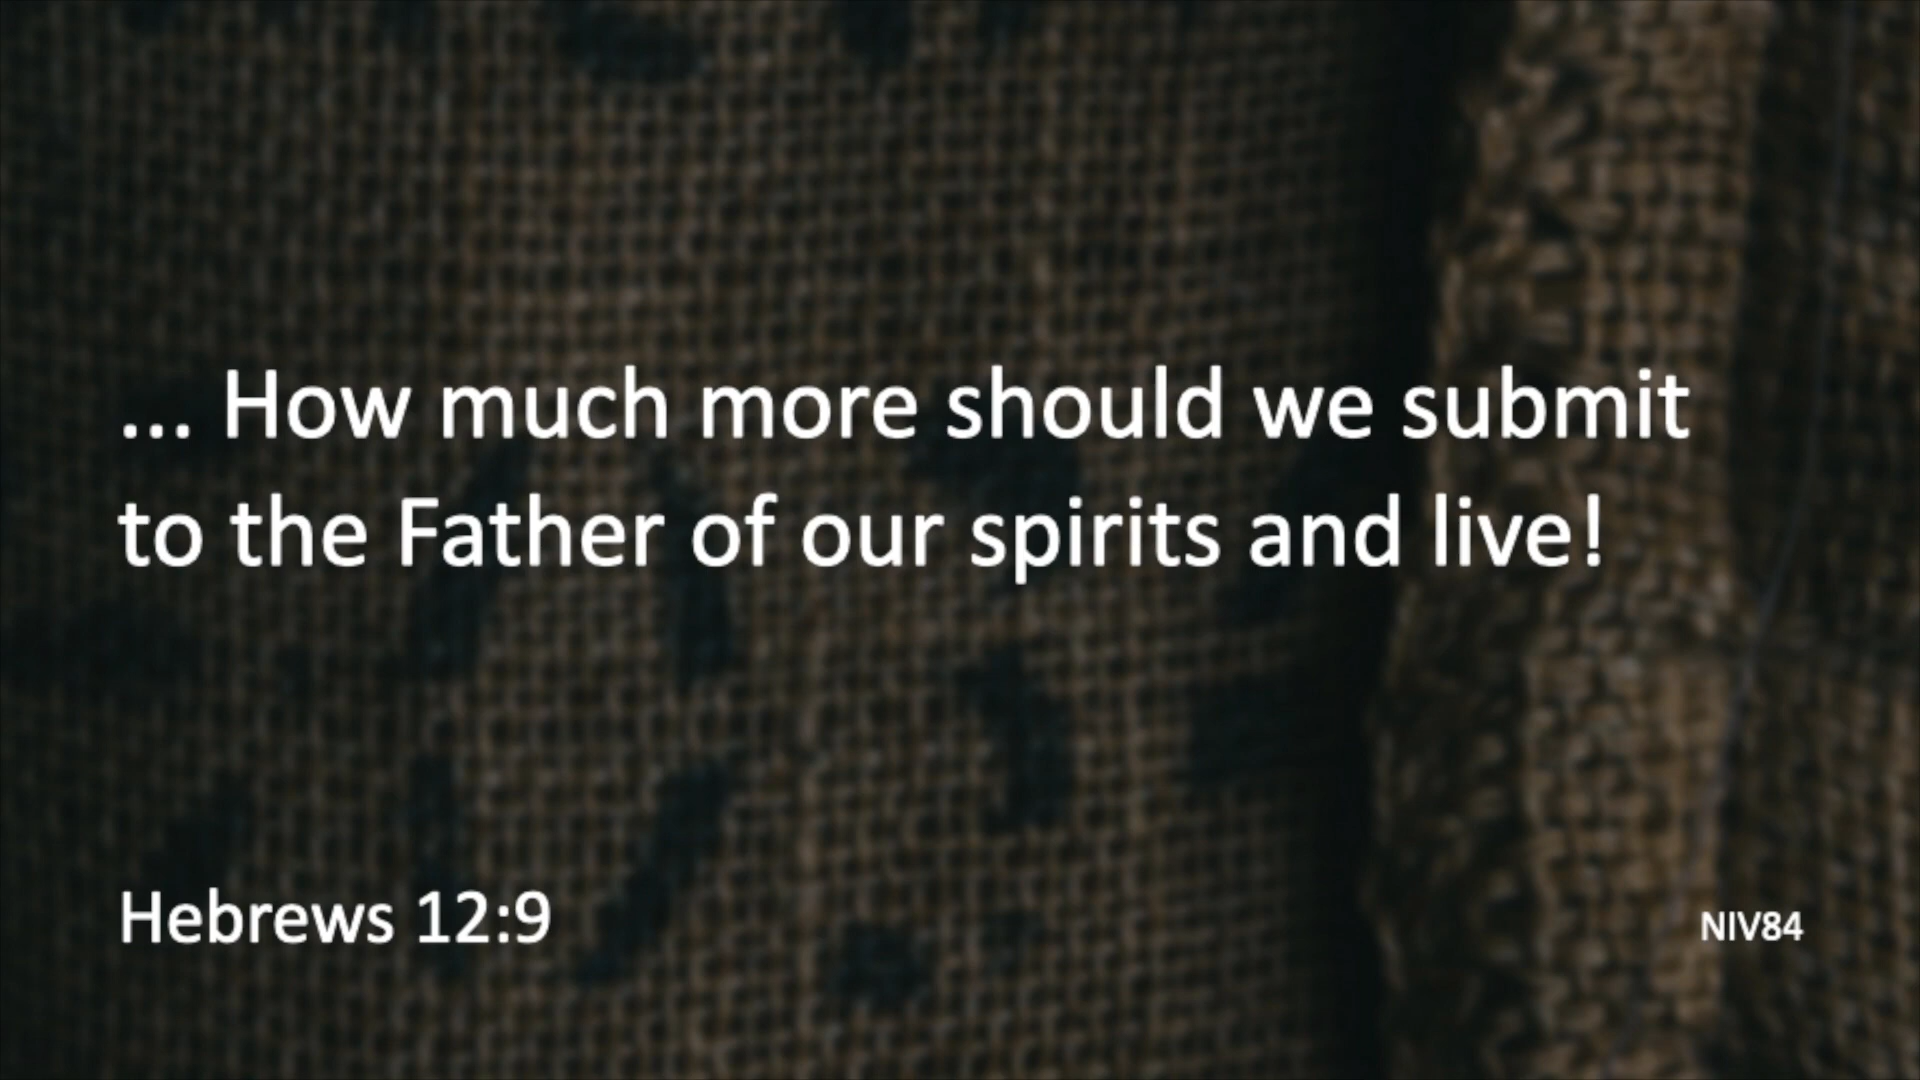 ... How much more should we submit
to the Father of our spirits and live!
Hebrews 12:9
NIV84